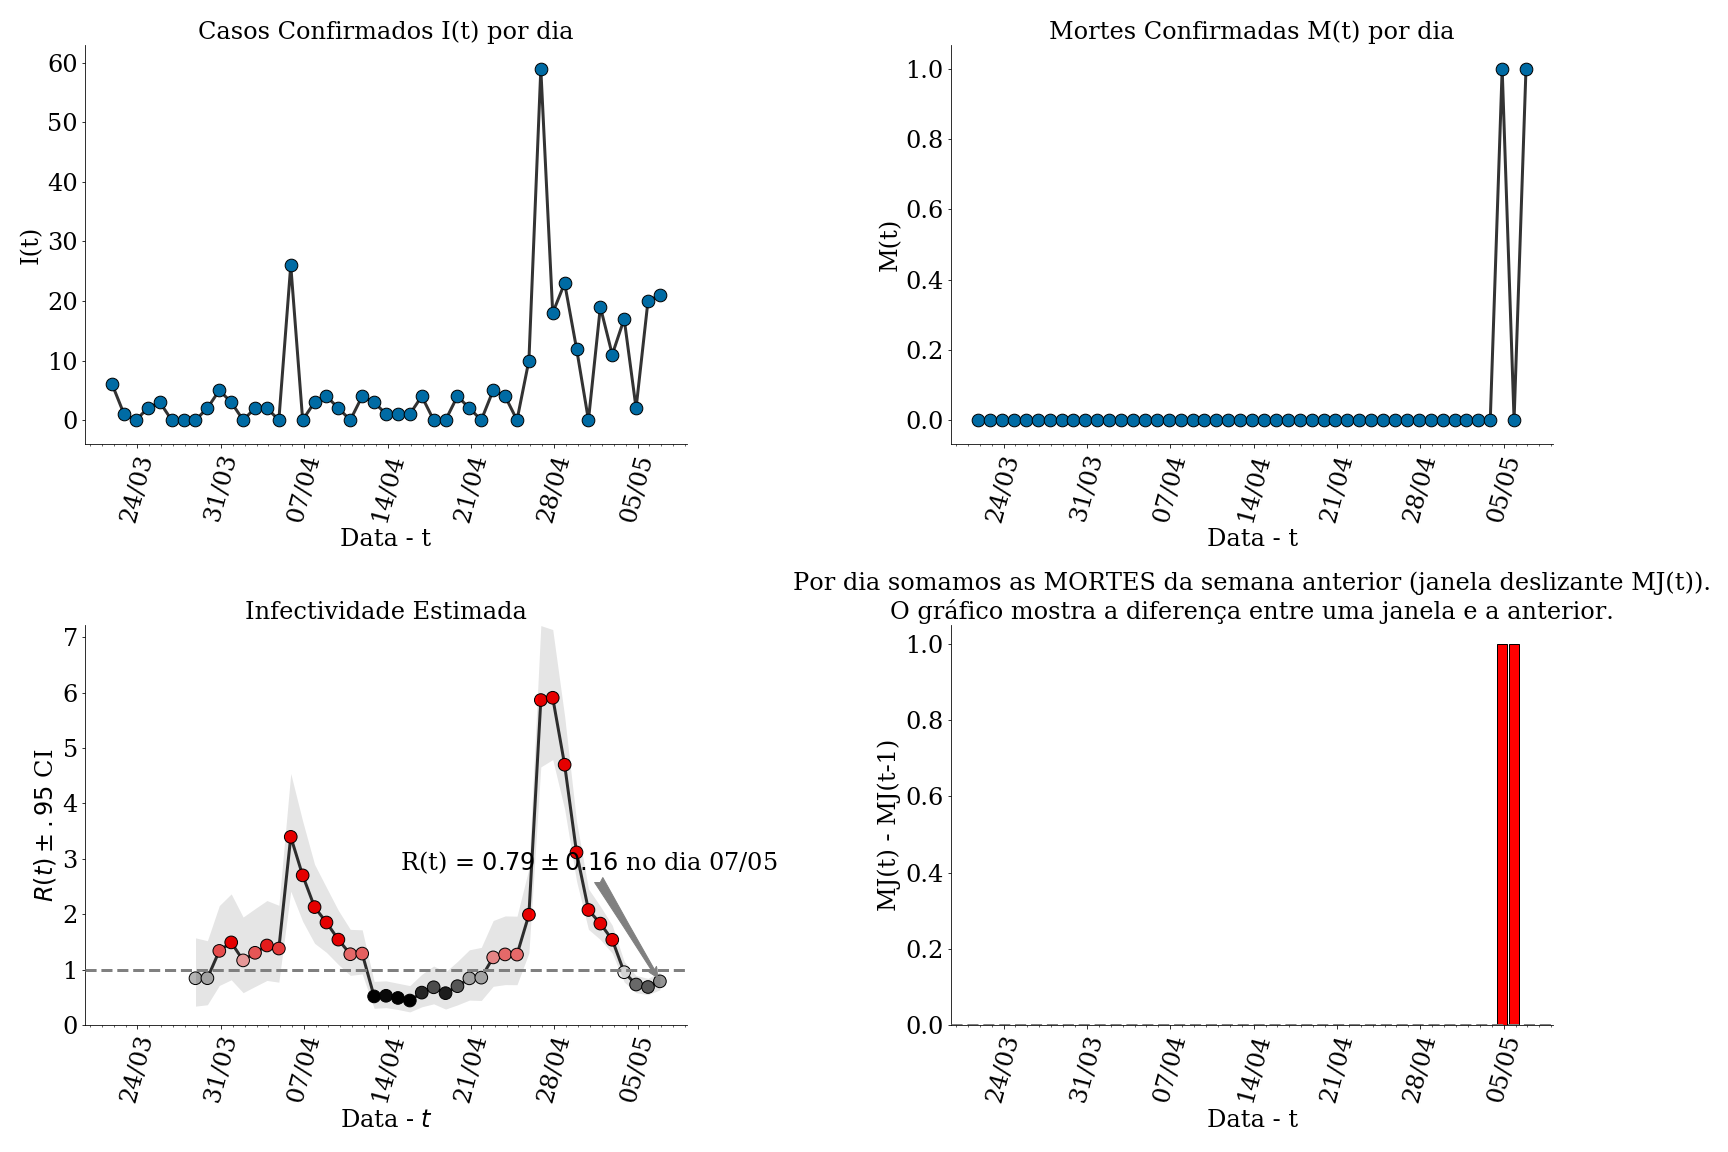 Casos Confirmados I(t) por dia
60
50
40
30
20
10
0
I(t)
24/03 31/03 07/04 14/04 21/04 28/04 05/05
Data - t
Mortes Confirmadas M(t) por dia
1.0
0.8
0.6
0.4
0.2
0.0
M(t)
24/03 31/03 07/04 14/04 21/04 28/04 05/05
Data - t
Infectividade Estimada
7
6
5
4
3
2
1
0
R(t) ± .95 CI
R(t) = 0.79 ± 0.16 no dia 07/05
24/03 31/03 07/04 14/04 21/04 28/04 05/05
Data - t
Por dia somamos as MORTES da semana anterior (janela deslizante MJ(t)).
O gráfico mostra a diferença entre uma janela e a anterior.
1.0
0.8
0.6
0.4
0.2
0.0
MJ(t) - MJ(t-1)
24/03 31/03 07/04 14/04 21/04 28/04 05/05
Data - t